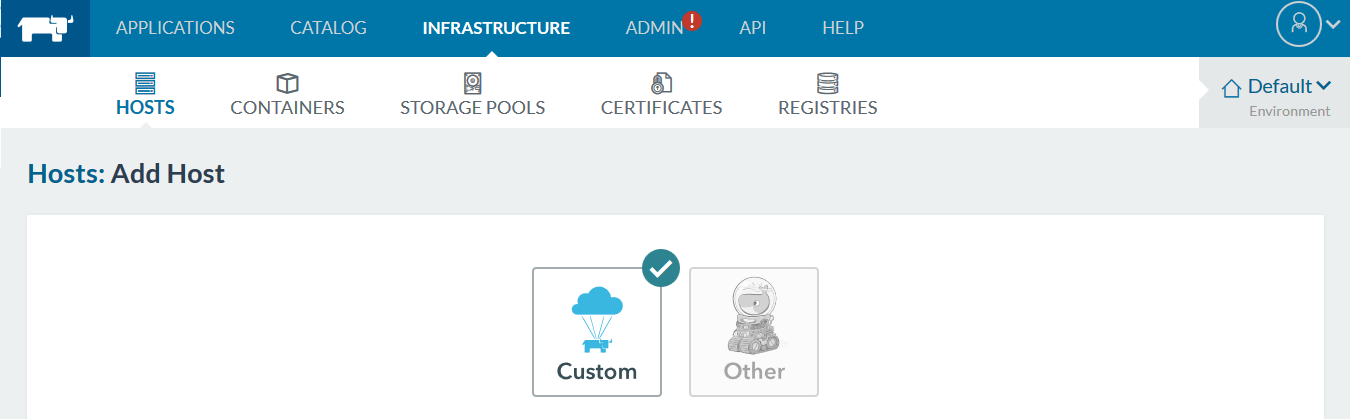 APPLICATIONS CATALOG INFRASTRUCTURE ADMIN ! API HELP
HOSTS CONTAINERS STORAGE POOLS CERTIFICATES REGISTRIES
Default
Environment
Hosts: Add Host
Custom Other